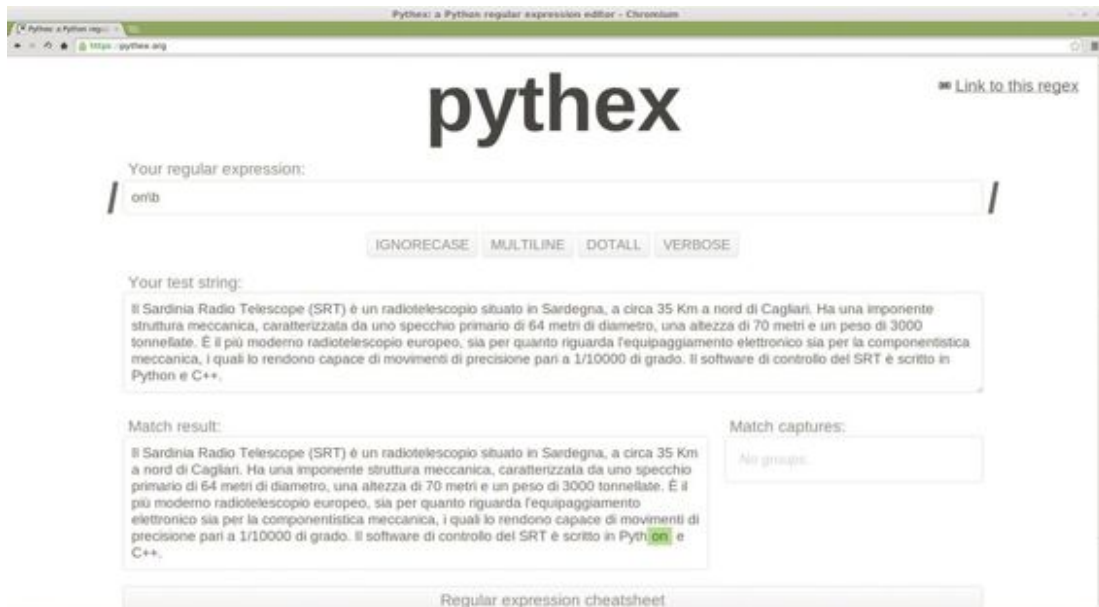 Pythex: a Python regular expression editor - Chromium
https://pythex.org
pythex
Link to this regex
Your regular expression:
/ on\b /
IGNORECASE MULTILINE DOTALL VERBOSE
Your test string:
Il Sardinia Radio Telescope (SRT) è un radiotelescopio situato in Sardegna, a circa 35 Km a nord di Cagliari. Ha una imponente
struttura meccanica, caratterizzata da uno specchio primario di 64 metri di diametro, una altezza di 70 metri e un peso di 3000
tonnellate. È il più moderno radiotelescopio europeo, sia per quanto riguarda l'equipaggiamento elettronico sia per la componentistica
meccanica, i quali lo rendono capace di movimenti di precisione pari a 1/10000 di grado. Il software di controllo del SRT è scritto in
Python e C++.
Match result:
Match captures:
Il Sardinia Radio Telescope (SRT) è un radiotelescopio situato in Sardegna, a circa 35 Km
a nord di Cagliari. Ha una imponente struttura meccanica, caratterizzata da uno specchio
primario di 64 metri di diametro, una altezza di 70 metri e un peso di 3000 tonnellate. È il
più moderno radiotelescopio europeo, sia per quanto riguarda l'equipaggiamento
elettronico sia per la componentistica meccanica, i quali lo rendono capace di movimenti di
precisione pari a 1/10000 di grado. Il software di controllo del SRT è scritto in Python e
C++.
No groups.
Regular expression cheatsheet